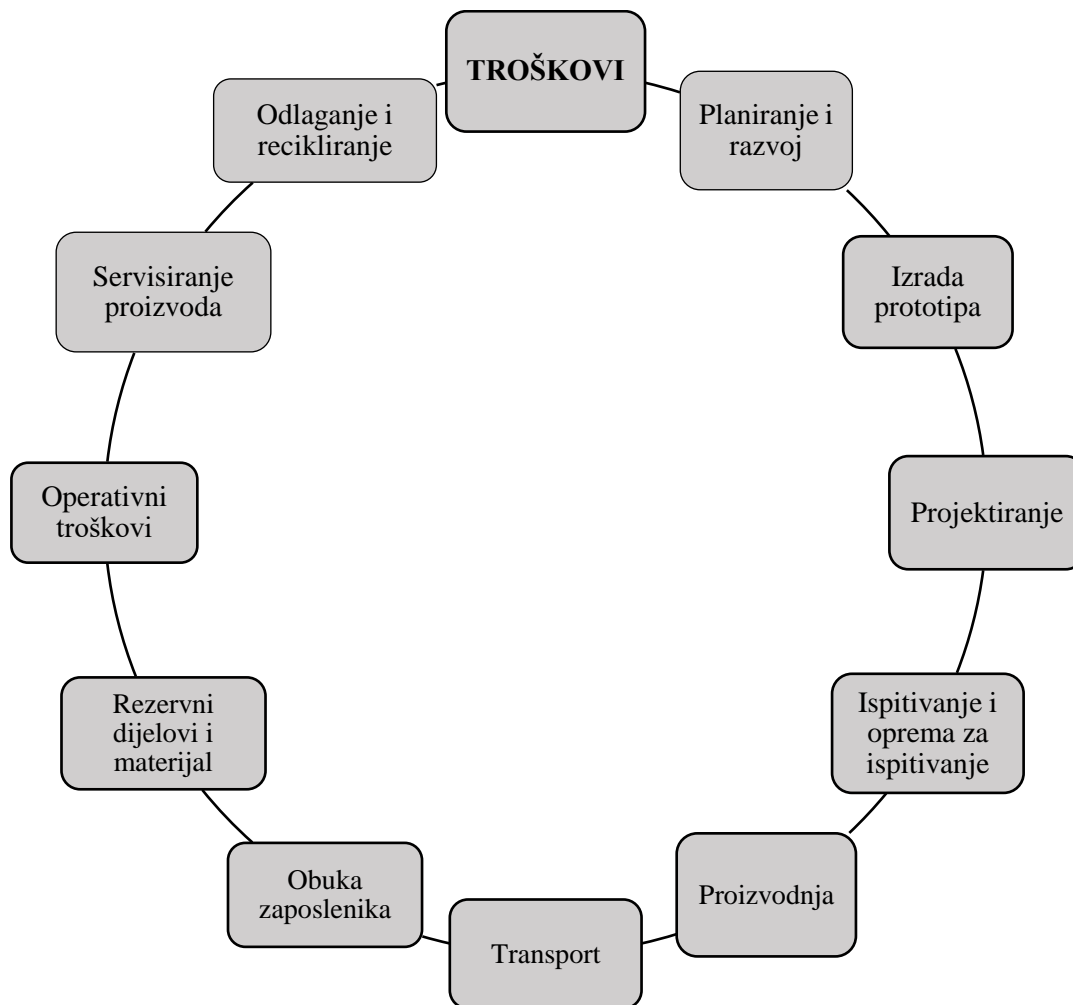 TROŠKOVI
Planiranje i
razvoj
Izrada
prototipa
Projektiranje
Ispitivanje i
oprema za
ispitivanje
Proizvodnja
Transport
Obuka
zaposlenika
Rezervni
dijelovi i
materijal
Operativni
troškovi
Servisiranje
proizvoda
Odlaganje i
recikliranje